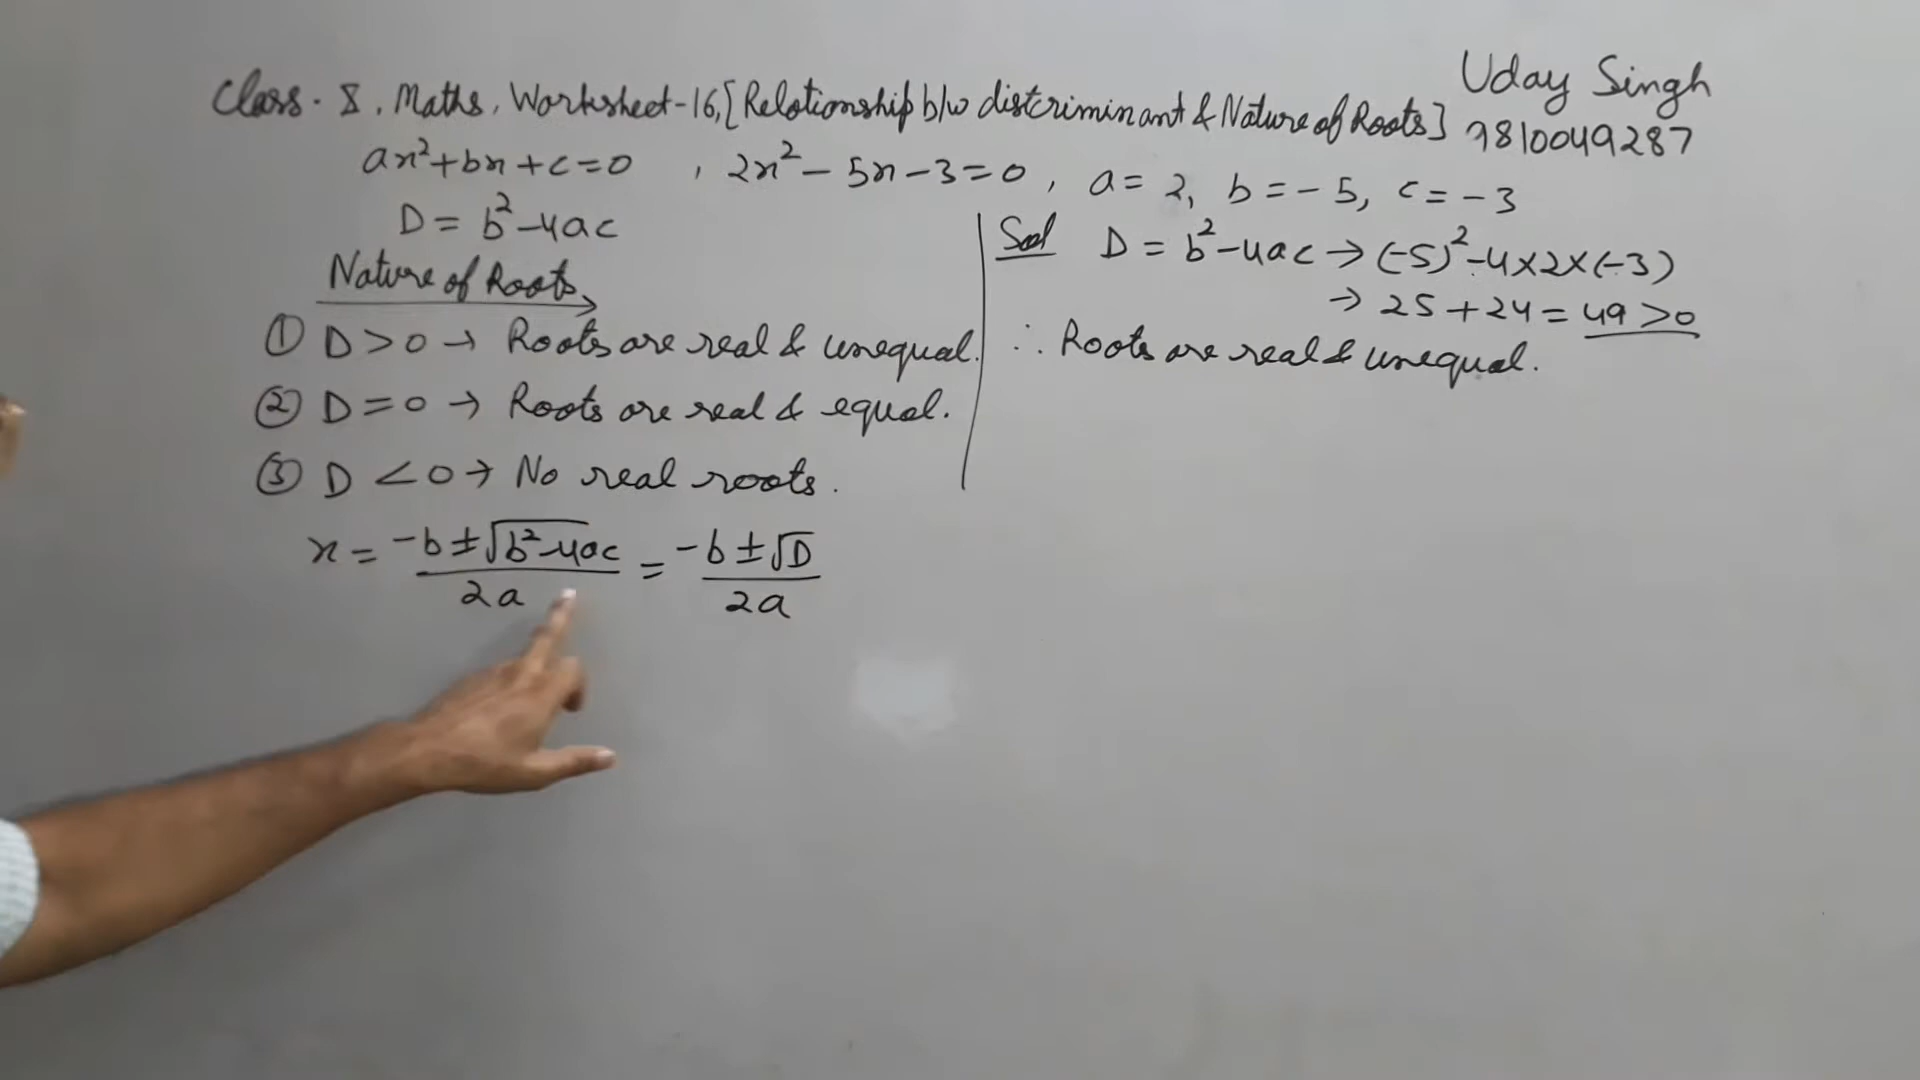 Class. X, Maths, Worksheet-16, [Relationship b/w discriminant & Nature of Roots]
Uday Singh
9810049287
ax²+bx+c=0 , 2x²-5x-3=0, a=2, b=-5, c=-3
D=b²-4ac
Nature of Roots
① D>0→ Roots are real & unequal.
② D=0→ Roots are real & equal.
③ D<0→ No real roots.
x = (-b±√(b²-4ac))/2a = (-b±√D)/2a
Sol D=b²-4ac→(-5)²-4×2×(-3)
→ 25+24=49>0
∴ Roots are real & unequal.